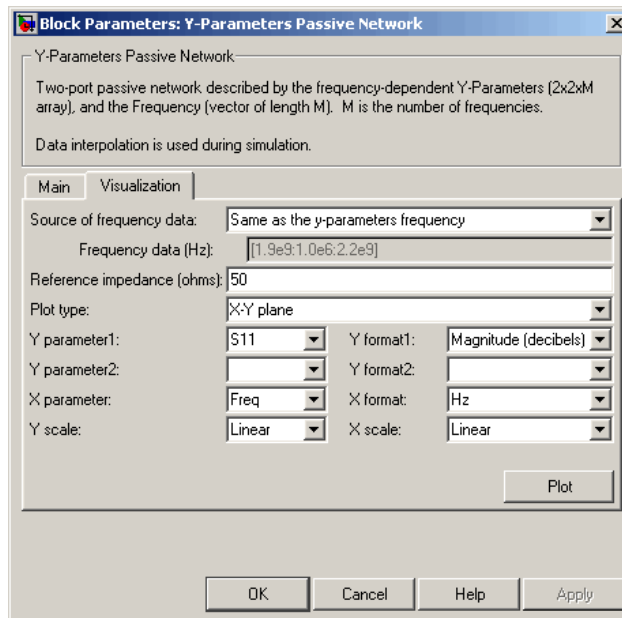 Block Parameters: Y-Parameters Passive Network
Y-Parameters Passive Network
Two-port passive network described by the frequency-dependent Y-Parameters (2x2xM
array), and the Frequency (vector of length M). M is the number of frequencies.
Data interpolation is used during simulation.
Main Visualization
Source of frequency data: Same as the y-parameters frequency
Frequency data (Hz): [1.9e9:1.0e6:2.2e9]
Reference impedance (ohms): 50
Plot type: X-Y plane
Y parameter1: S11 Y format1: Magnitude (decibels)
Y parameter2: Y format2:
X parameter: Freq X format: Hz
Y scale: Linear X scale: Linear
Plot
OK Cancel Help Apply